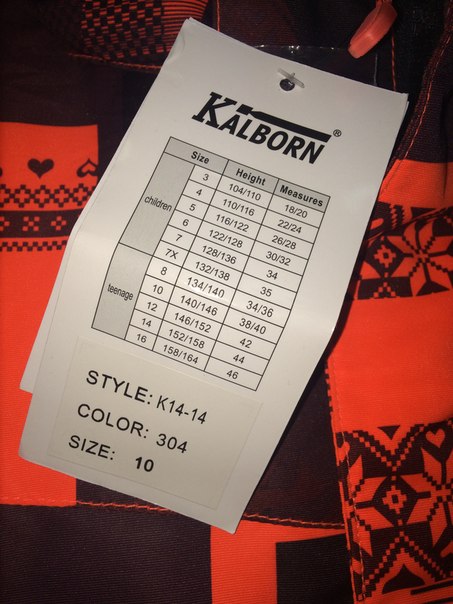 KALBORN®
Size Height Measures
children
3 104/110 18/20
4 110/116 22/24
5 116/122 26/28
6 122/128 30/32
7 128/136 34
7X 132/138 35
teenage
8 134/140 34/36
10 140/146 38/40
12 146/152 42
14 152/158 44
16 158/164 46
STYLE: K14-14
COLOR: 304
SIZE: 10